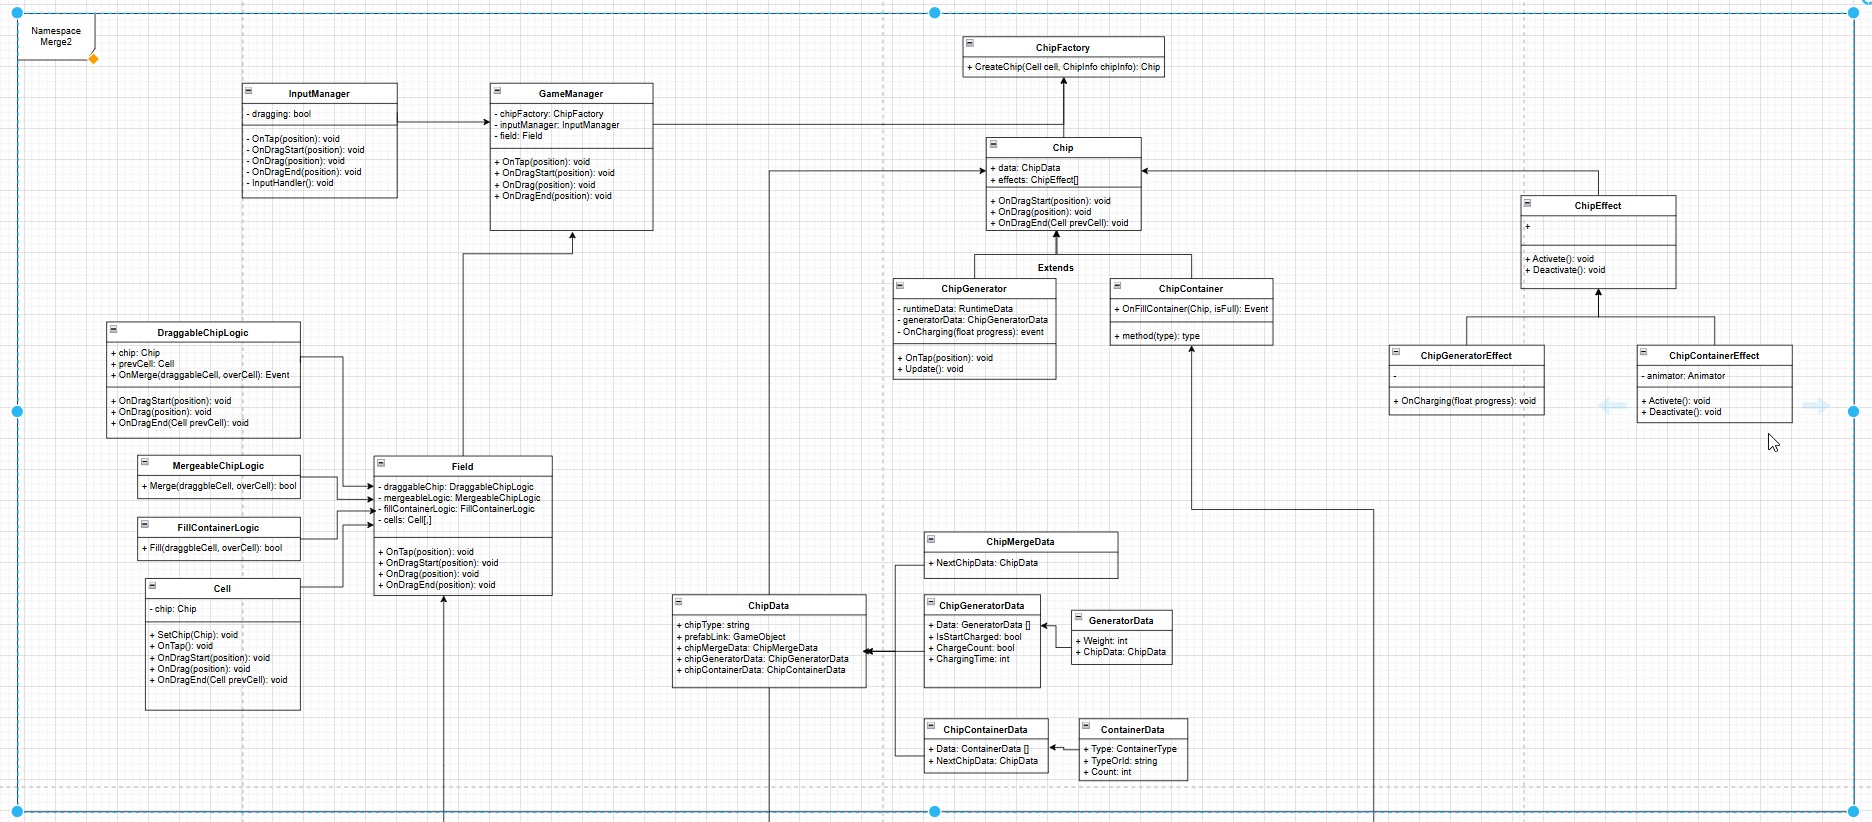 Namespace
Merge2
ChipFactory
+ CreateChip(Cell cell, ChipInfo chipInfo): Chip
InputManager
- dragging: bool
- OnTap(position): void
- OnDragStart(position): void
- OnDrag(position): void
- OnDragEnd(position): void
- InputHandler(): void
GameManager
- chipFactory: ChipFactory
- inputManager: InputManager
- field: Field
+ OnTap(position): void
+ OnDragStart(position): void
+ OnDrag(position): void
+ OnDragEnd(position): void
Chip
+ data: ChipData
+ effects: ChipEffect[]
+ OnDragStart(position): void
+ OnDrag(position): void
+ OnDragEnd(Cell prevCell): void
ChipEffect
+
+ Activete(): void
+ Deactivate(): void
Extends
ChipGenerator
- runtimeData: RuntimeData
- generatorData: ChipGeneratorData
- OnCharging(float progress): event
+ OnTap(position): void
+ Update(): void
ChipContainer
+ OnFillContainer(Chip, isFull): Event
+ method(type): type
ChipGeneratorEffect
-
+ OnCharging(float progress): void
ChipContainerEffect
- animator: Animator
+ Activete(): void
+ Deactivate(): void
DraggableChipLogic
+ chip: Chip
+ prevCell: Cell
+ OnMerge(draggableCell, overCell): Event
+ OnDragStart(position): void
+ OnDrag(position): void
+ OnDragEnd(Cell prevCell): void
MergeableChipLogic
+ Merge(draggbleCell, overCell): bool
FillContainerLogic
+ Fill(draggbleCell, overCell): bool
Cell
- chip: Chip
+ SetChip(Chip): void
+ OnTap(): void
+ OnDragStart(position): void
+ OnDrag(position): void
+ OnDragEnd(Cell prevCell): void
Field
- draggableChip: DraggableChipLogic
- mergeableLogic: MergeableChipLogic
- fillContainerLogic: FillContainerLogic
- cells: Cell[,]
+ OnTap(position): void
+ OnDragStart(position): void
+ OnDrag(position): void
+ OnDragEnd(position): void
ChipMergeData
+ NextChipData: ChipData
ChipData
+ chipType: string
+ prefabLink: GameObject
+ chipMergeData: ChipMergeData
+ chipGeneratorData: ChipGeneratorData
+ chipContainerData: ChipContainerData
ChipGeneratorData
+ Data: GeneratorData []
+ IsStartCharged: bool
+ ChargeCount: bool
+ ChargingTime: int
GeneratorData
+ Weight: int
+ ChipData: ChipData
ChipContainerData
+ Data: ContainerData []
+ NextChipData: ChipData
ContainerData
+ Type: ContainerType
+ TypeOrId: string
+ Count: int